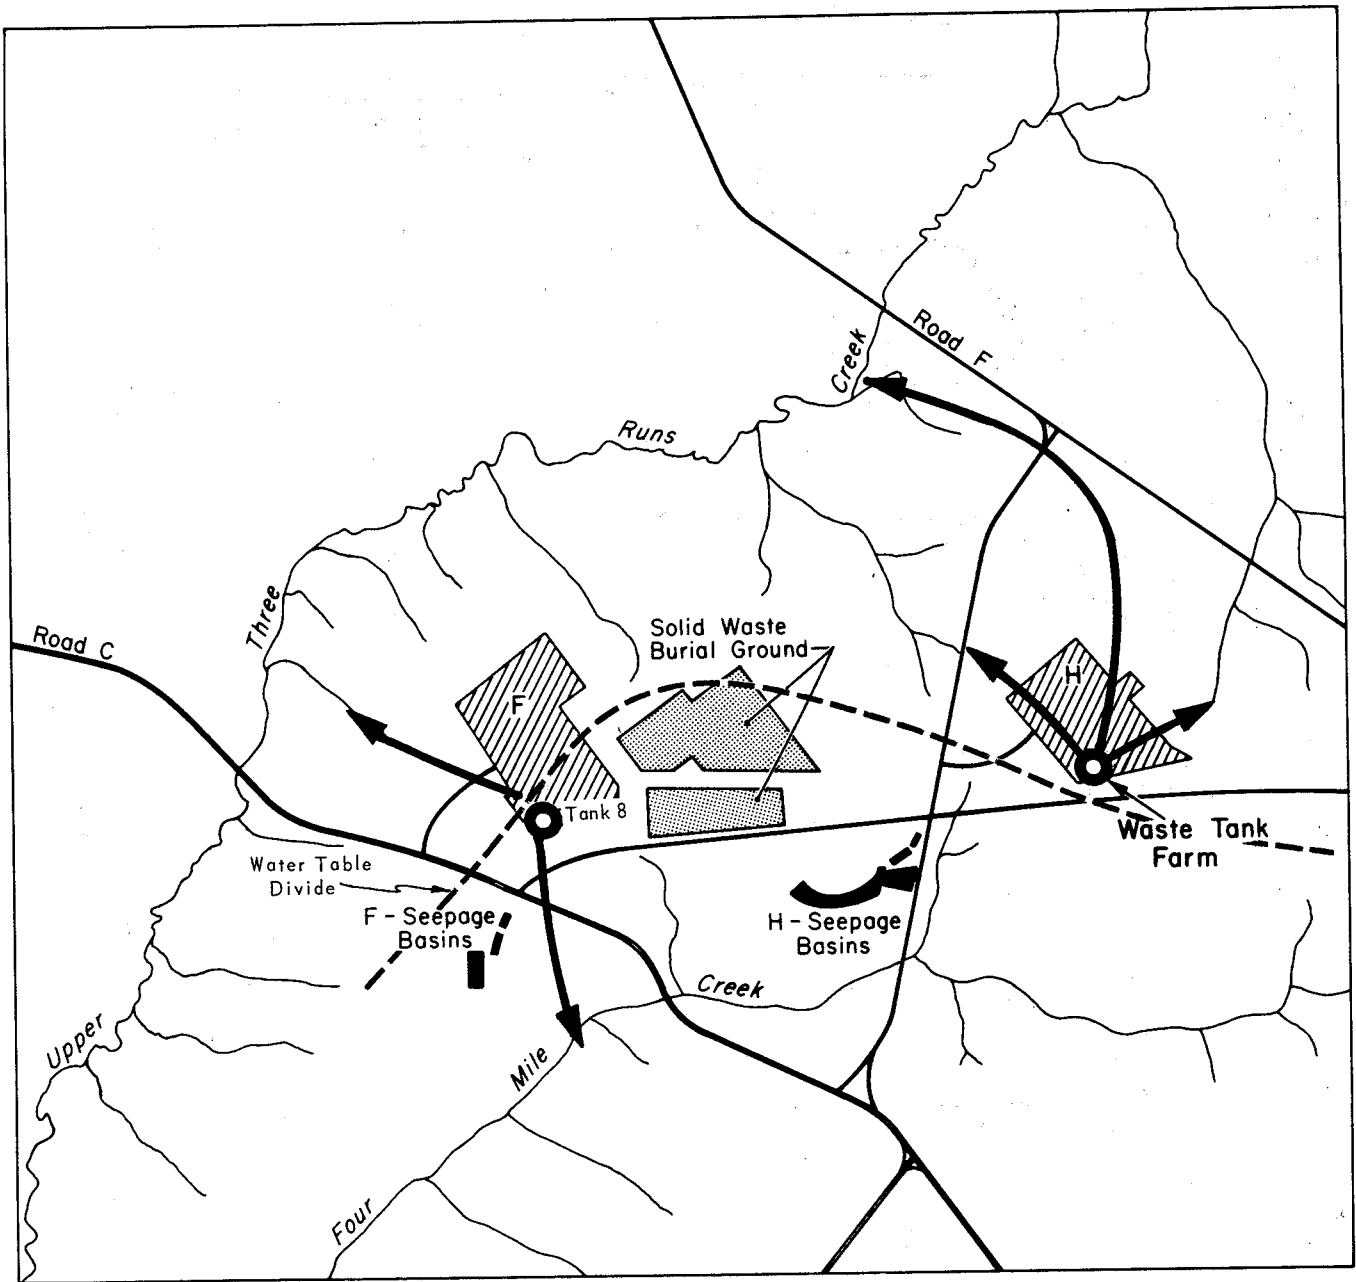 Road F
Creek
Runs
Three
Road C
Solid Waste
Burial Ground
F
H
Tank 8
Waste Tank
Farm
Water Table
Divide
F - Seepage
Basins
H - Seepage
Basins
Creek
Upper
Mile
Four